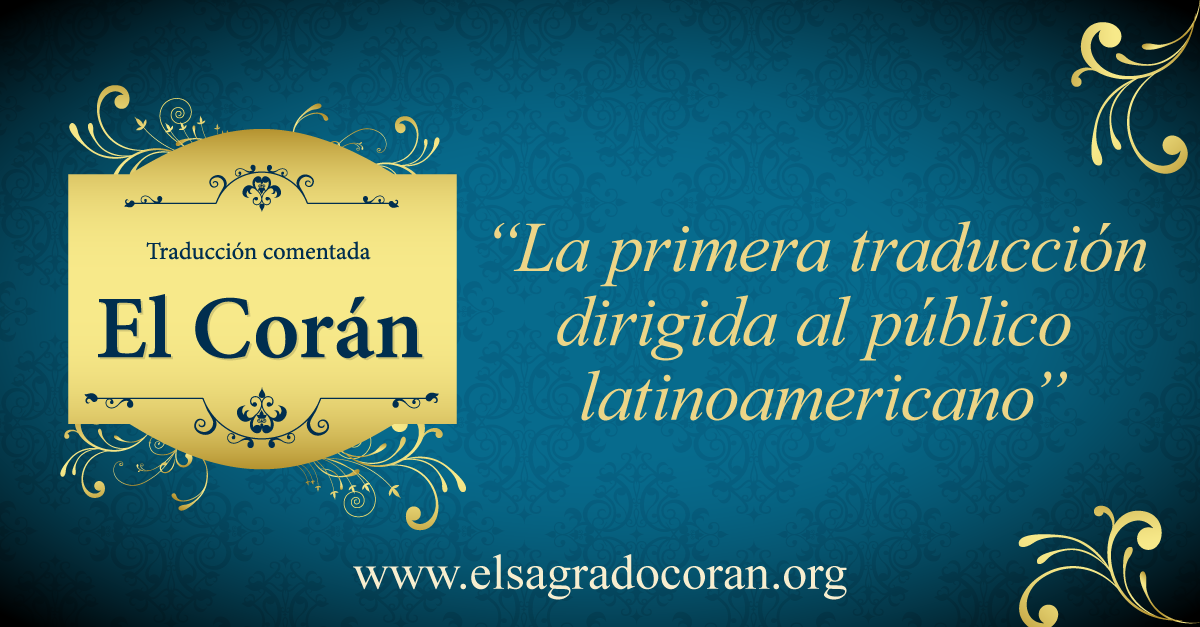 Traducción comentada
El Corán
“La primera traducción
dirigida al público
latinoamericano”
www.elsagradocoran.org